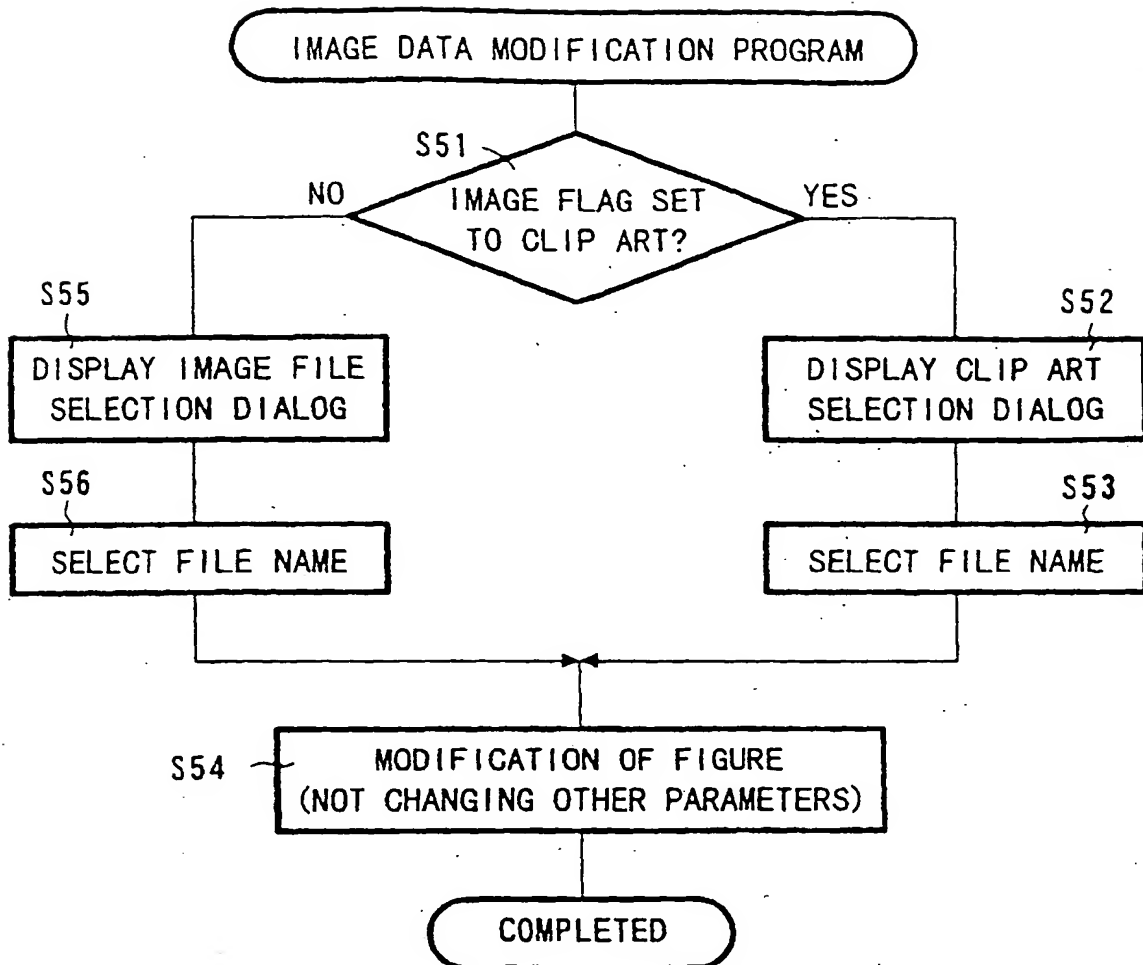 IMAGE DATA MODIFICATION PROGRAM
S51
IMAGE FLAG SET
TO CLIP ART?
NO
YES
S55
DISPLAY IMAGE FILE
SELECTION DIALOG
S52
DISPLAY CLIP ART
SELECTION DIALOG
S56
SELECT FILE NAME
S53
SELECT FILE NAME
S54
MODIFICATION OF FIGURE
(NOT CHANGING OTHER PARAMETERS)
COMPLETED